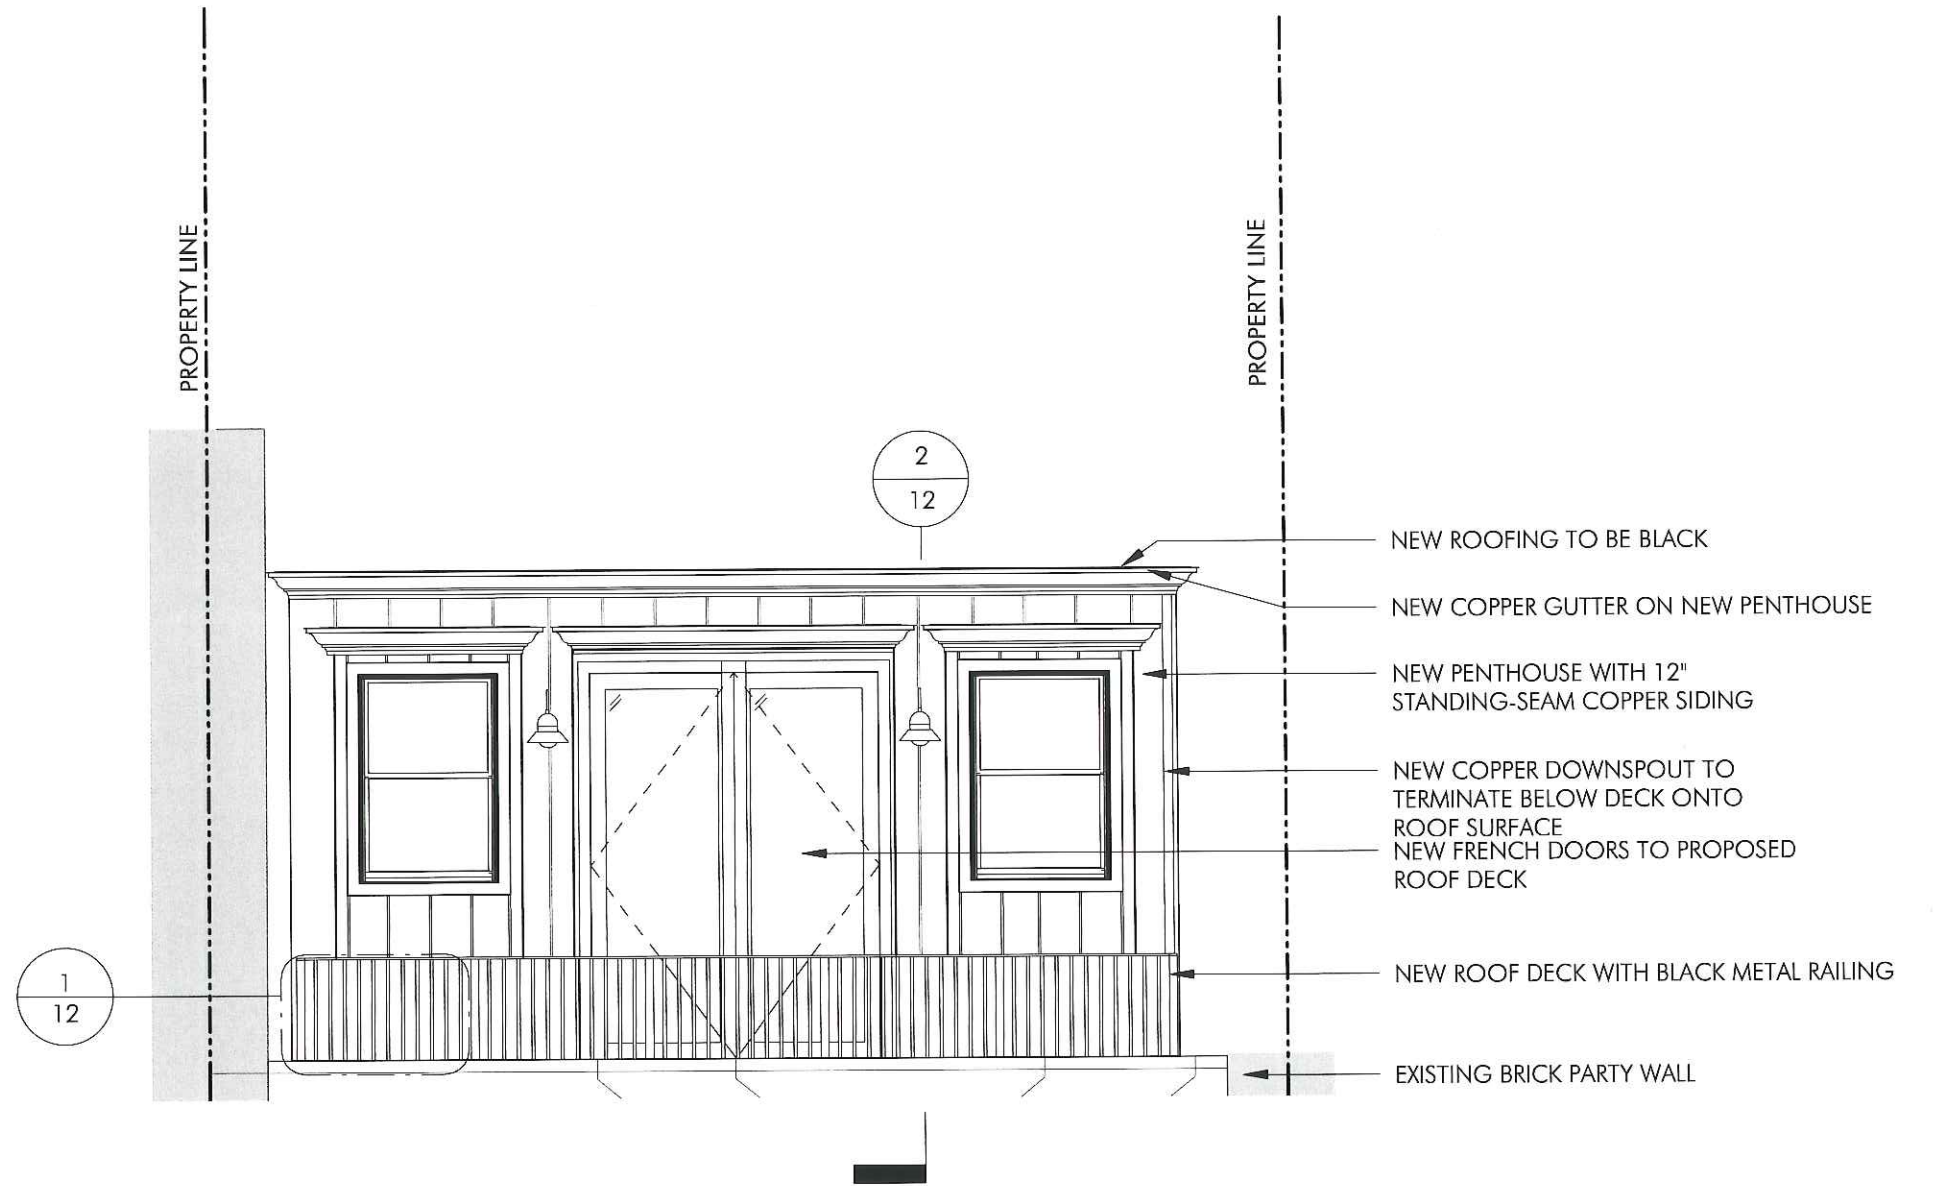 PROPERTY LINE
PROPERTY LINE
2
12
NEW ROOFING TO BE BLACK
NEW COPPER GUTTER ON NEW PENTHOUSE
NEW PENTHOUSE WITH 12"
STANDING-SEAM COPPER SIDING
NEW COPPER DOWNSPOUT TO
TERMINATE BELOW DECK ONTO
ROOF SURFACE
NEW FRENCH DOORS TO PROPOSED
ROOF DECK
1
12
NEW ROOF DECK WITH BLACK METAL RAILING
EXISTING BRICK PARTY WALL